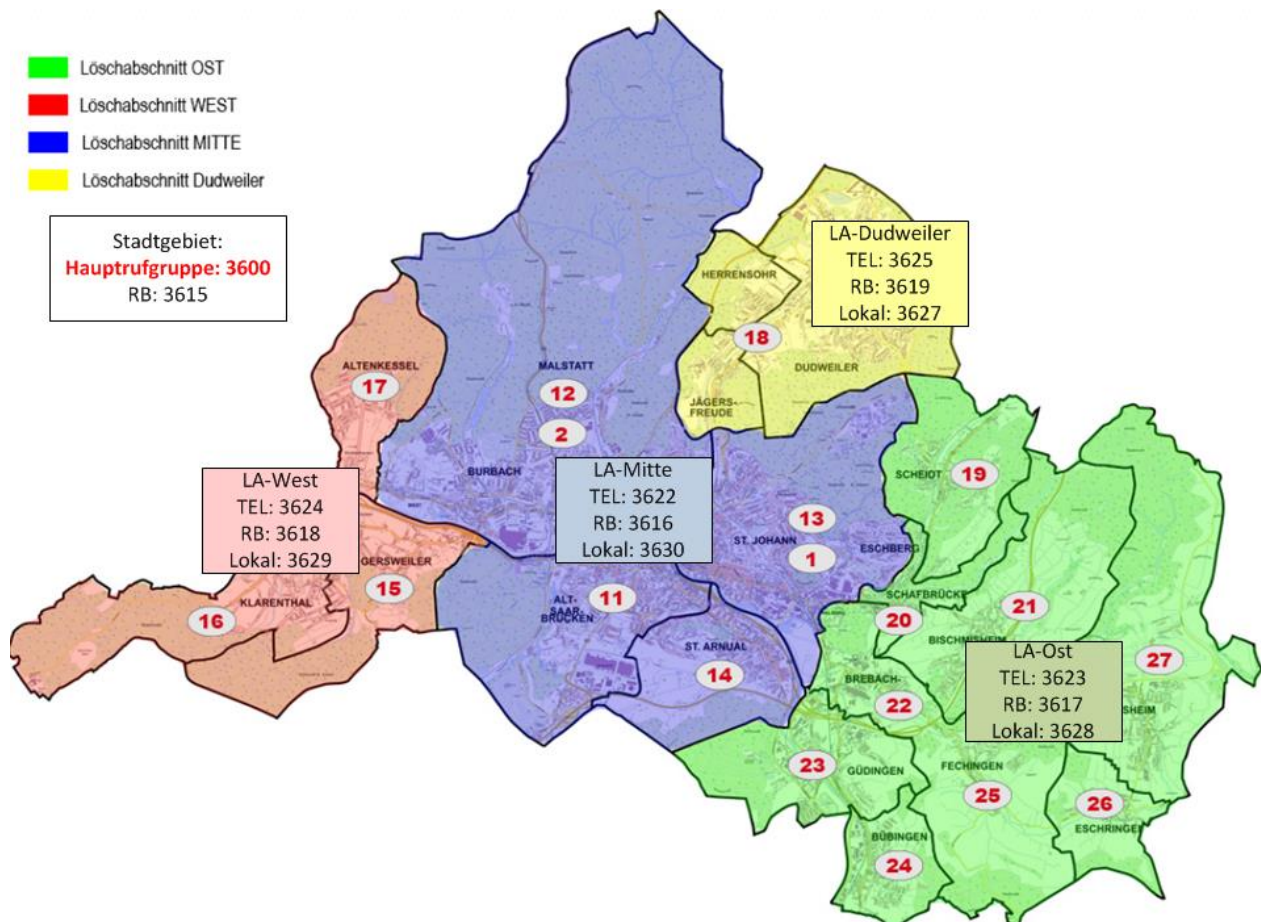 Löschabschnitt OST
Löschabschnitt WEST
Löschabschnitt MITTE
Löschabschnitt Dudweiler
Stadtgebiet:
Hauptrufgruppe: 3600
RB: 3615
LA-Dudweiler
TEL: 3625
RB: 3619
Lokal: 3627
HERRENSOHR
18
DUDWEILER
JÄGERS-
FREUDE
ALTENKESSEL
17
MALSTATT
12
2
BURBACH
LA-West
TEL: 3624
RB: 3618
Lokal: 3629
LA-Mitte
TEL: 3622
RB: 3616
Lokal: 3630
SCHEIDT
19
13
ST. JOHANN
ESCHBERG
1
GERSWEILER
15
KLARENTHAL
16
ALT-
SAAR-
BRÜCKEN
11
ST. ARNUAL
14
SCHAFBRÜCKE
20
21
BISCHMISHEIM
LA-Ost
TEL: 3623
RB: 3617
Lokal: 3628
27
SHEIM
BREBACH-
22
23
GÜDINGEN
FECHINGEN
25
26
ESCHRINGEN
BÜBINGEN
24